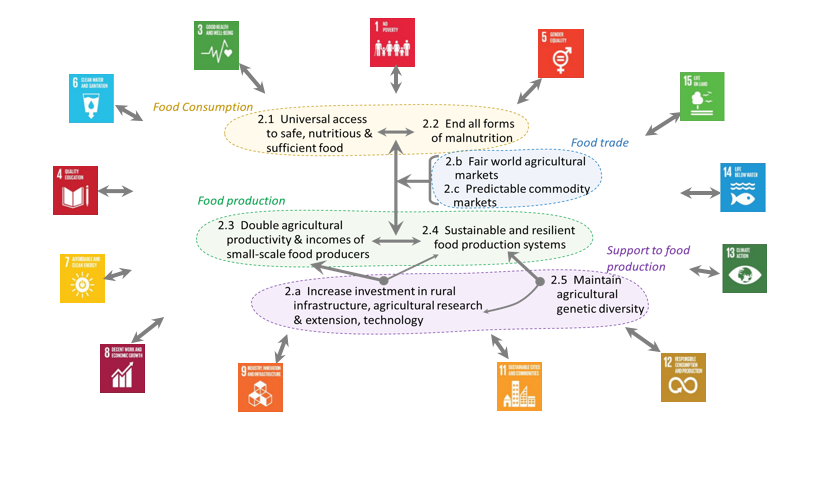 3 GOOD HEALTH
AND WELL-BEING
1 NO
POVERTY
5 GENDER
EQUALITY
6 CLEAN WATER
AND SANITATION
15 LIFE
ON LAND
Food Consumption
2.1 Universal access
to safe, nutritious &
sufficient food
2.2 End all forms
of malnutrition
Food trade
2.b Fair world agricultural
markets
2.c Predictable commodity
markets
4 QUALITY
EDUCATION
14 LIFE
BELOW WATER
Food production
2.3 Double agricultural
productivity & incomes of
small-scale food producers
2.4 Sustainable and resilient
food production systems
Support to food
production
7 AFFORDABLE AND
CLEAN ENERGY
13 CLIMATE
ACTION
2.a Increase investment in rural
infrastructure, agricultural research
& extension, technology
2.5 Maintain
agricultural
genetic diversity
8 DECENT WORK AND
ECONOMIC GROWTH
9 INDUSTRY, INNOVATION
AND INFRASTRUCTURE
11 SUSTAINABLE CITIES
AND COMMUNITIES
12 RESPONSIBLE
CONSUMPTION
AND PRODUCTION